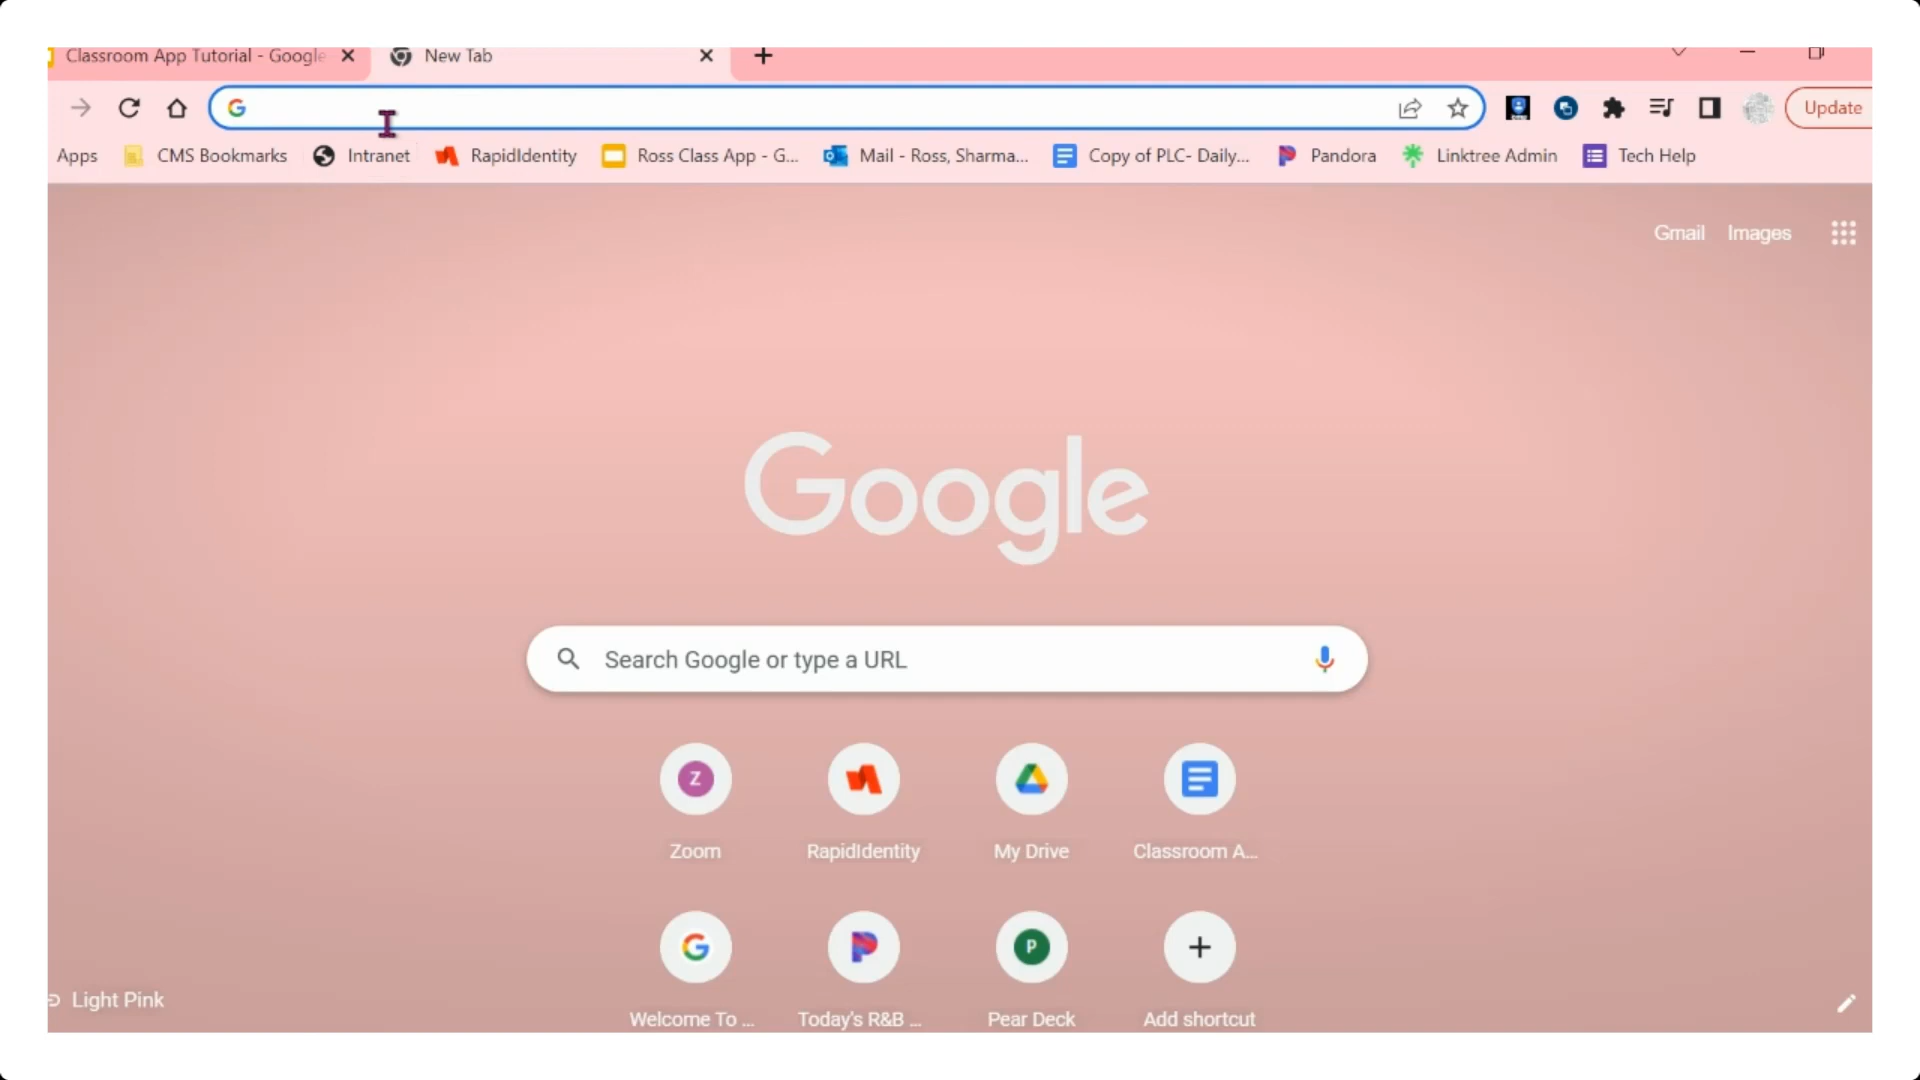 Classroom App Tutorial - Google
New Tab
Update
Apps
CMS Bookmarks
Intranet
RapidIdentity
Ross Class App - G...
Mail - Ross, Sharma...
Copy of PLC- Daily...
Pandora
Linktree Admin
Tech Help
Gmail
Images
Google
Search Google or type a URL
Z
Zoom
RapidIdentity
My Drive
Classroom A...
P
Welcome To ...
Today's R&B ...
Pear Deck
Add shortcut
Light Pink